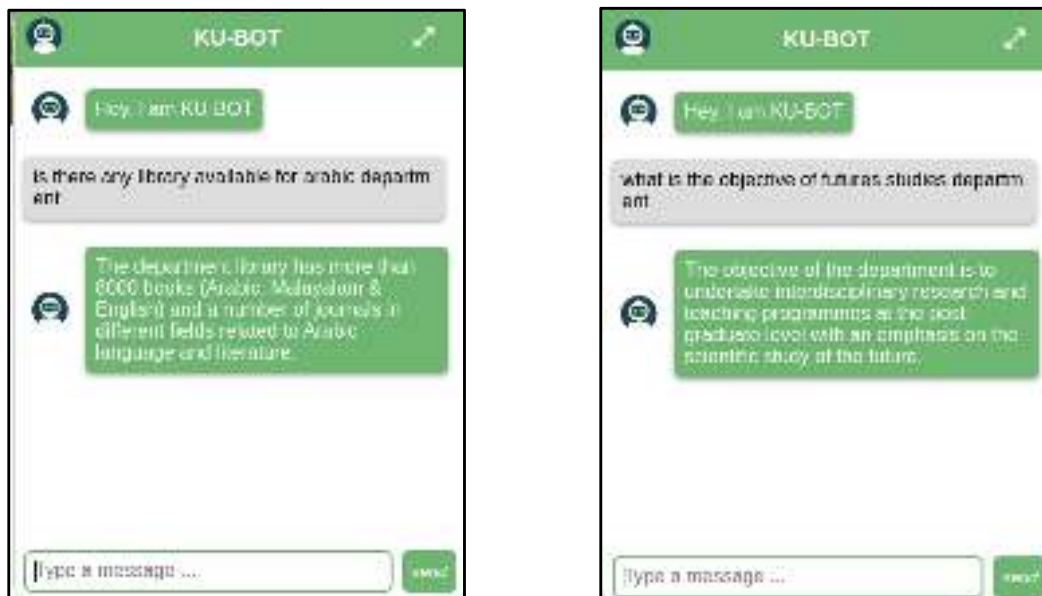 KU-BOT
Hey, I am KU-BOT
is there any library available for arabic departm
ent
The department library has more than
6000 books (Arabic, Malayalam &
English) and a number of journals in
different fields related to Arabic
language and literature.
Type a message ...
send
KU-BOT
Hey, I am KU-BOT
what is the objective of futures studies departm
ent
The objective of the department is to
undertake interdisciplinary research and
teaching programmes at the post
graduate level with an emphasis on the
scientific study of the future.
Type a message ...
send